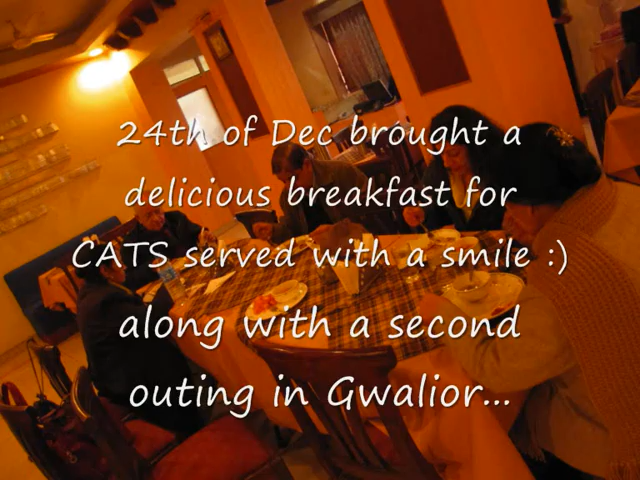 24th of Dec brought a
delicious breakfast for
CATS served with a smile :)
along with a second
outing in Gwalior...